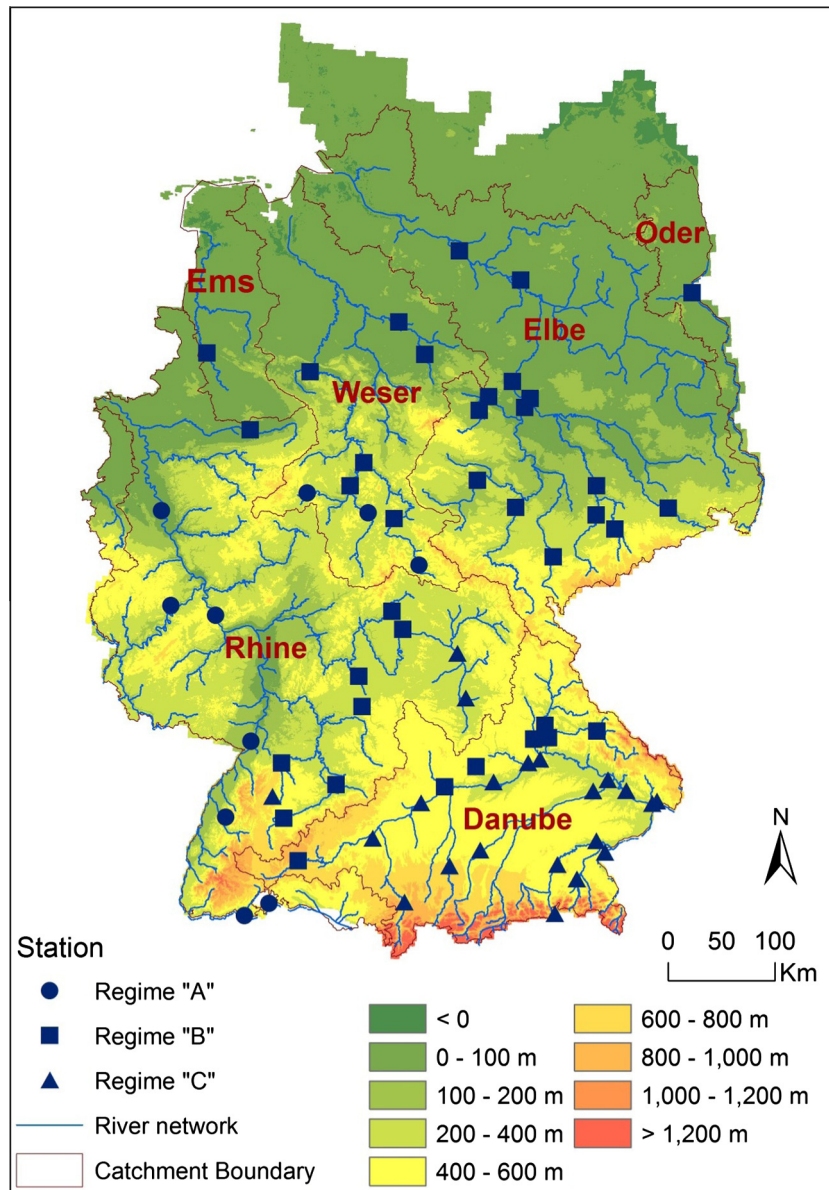 Oder
Ems
Elbe
Weser
Rhine
Danube
N
0 50 100
Km
Station
Regime "A"
Regime "B"
Regime "C"
River network
Catchment Boundary
< 0
0 - 100 m
100 - 200 m
200 - 400 m
400 - 600 m
600 - 800 m
800 - 1,000 m
1,000 - 1,200 m
> 1,200 m